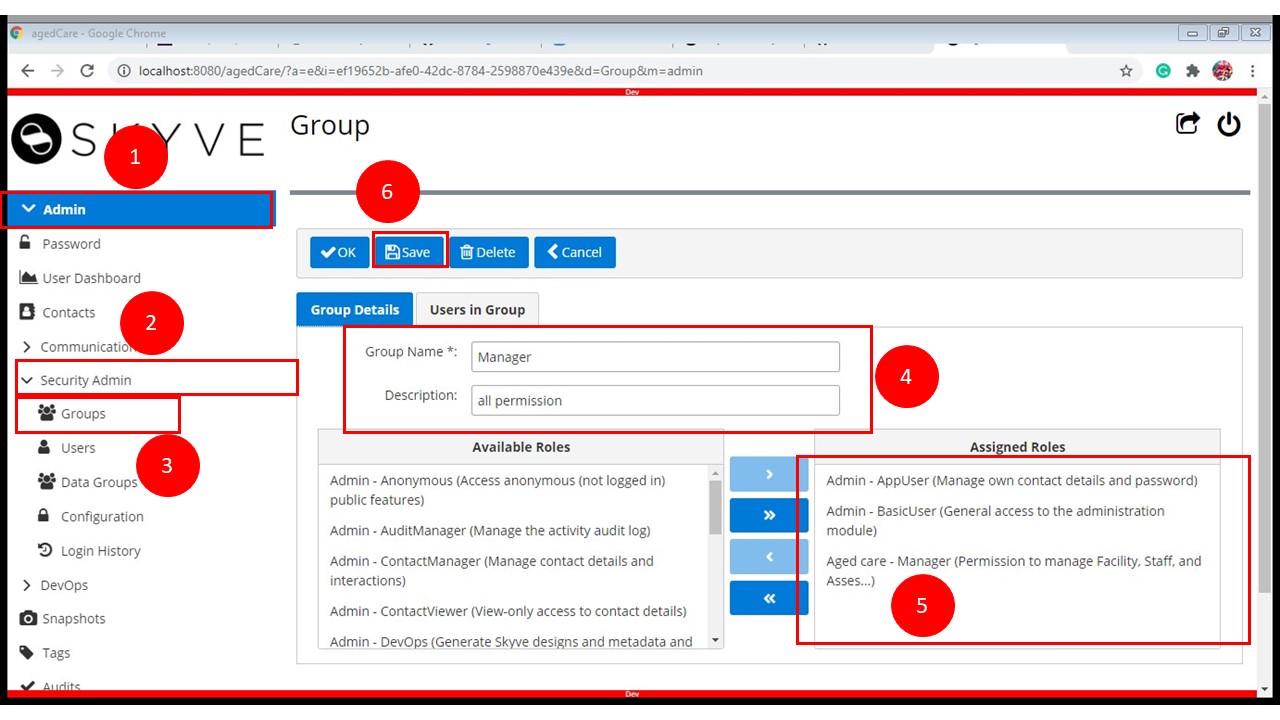 agedCare - Google Chrome
localhost:8080/agedCare/?a=e&i=ef19652b-afe0-42dc-8784-2598870e439e&d=Group&m=admin
Dev
SKYVE
Group
1
6
Admin
Password
User Dashboard
Contacts
2
Communication
Security Admin
Groups
Users
3
Data Groups
Configuration
Login History
DevOps
Snapshots
Tags
Audits
OK
Save
Delete
Cancel
Group Details
Users in Group
Group Name *:
Manager
4
Description:
all permission
Available Roles
Admin - Anonymous (Access anonymous (not logged in)
public features)
Admin - AuditManager (Manage the activity audit log)
Admin - ContactManager (Manage contact details and
interactions)
Admin - ContactViewer (View-only access to contact details)
Admin - DevOps (Generate Skyve designs and metadata and
Assigned Roles
Admin - AppUser (Manage own contact details and password)
Admin - BasicUser (General access to the administration
module)
Aged care - Manager (Permission to manage Facility, Staff, and
Asses...)
5
Dev